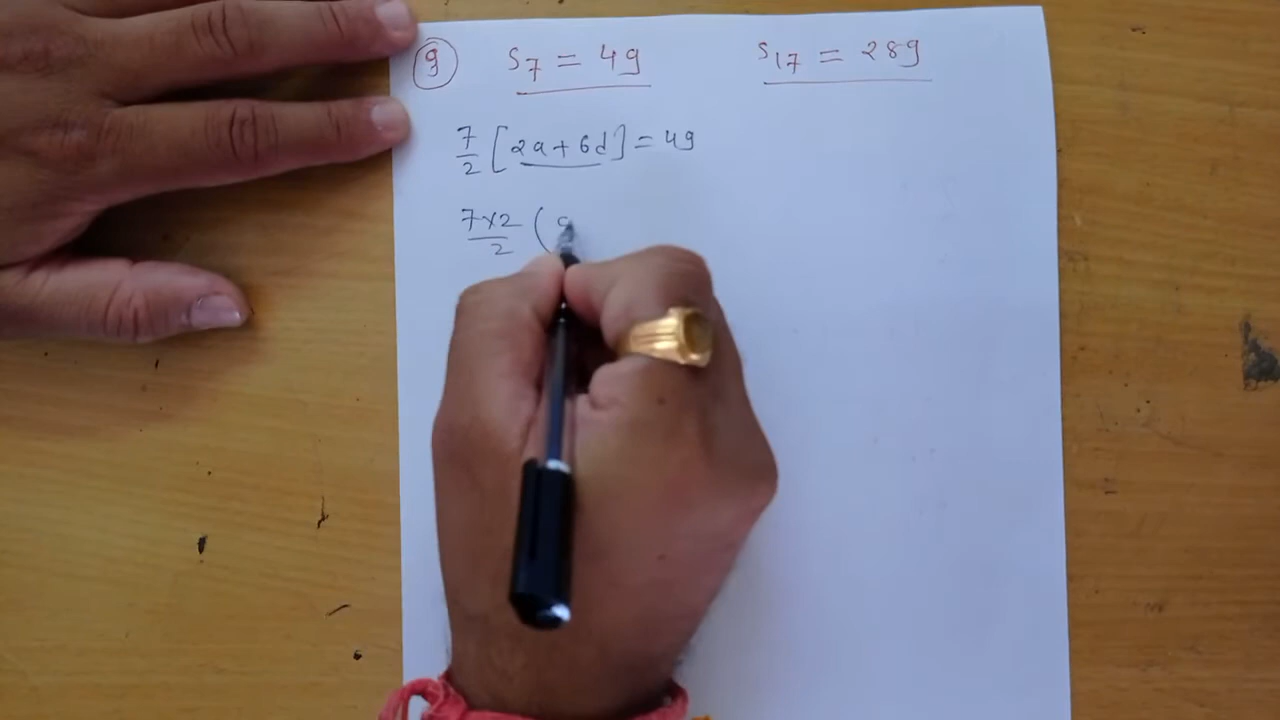 9 S7 = 49 S17 = 289
7/2 [2a + 6d] = 49
7×2/2 (a